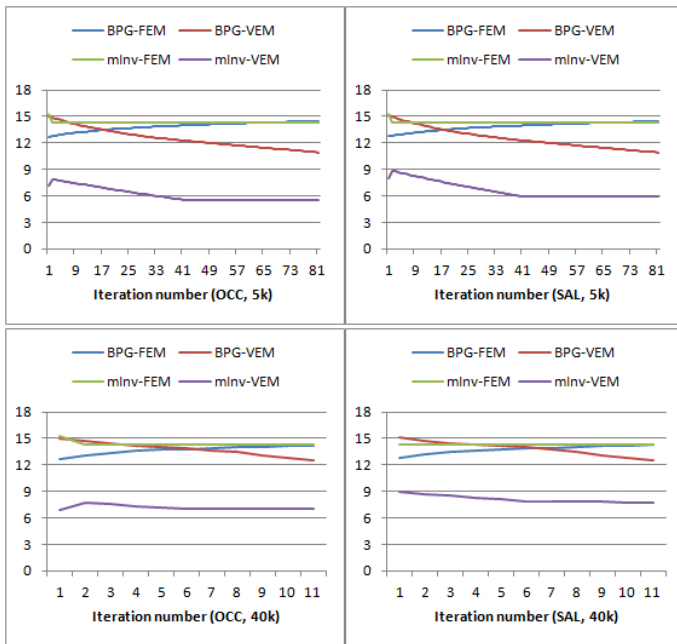 BPG-FEM BPG-VEM
mInv-FEM mInv-VEM
18
15
12
9
6
3
0
1 9 17 25 33 41 49 57 65 73 81
Iteration number (OCC, 5k)
BPG-FEM BPG-VEM
mInv-FEM mInv-VEM
18
15
12
9
6
3
0
1 9 17 25 33 41 49 57 65 73 81
Iteration number (SAL, 5k)
BPG-FEM BPG-VEM
mInv-FEM mInv-VEM
18
15
12
9
6
3
0
1 2 3 4 5 6 7 8 9 10 11
Iteration number (OCC, 40k)
BPG-FEM BPG-VEM
mInv-FEM mInv-VEM
18
15
12
9
6
3
0
1 2 3 4 5 6 7 8 9 10 11
Iteration number (SAL, 40k)